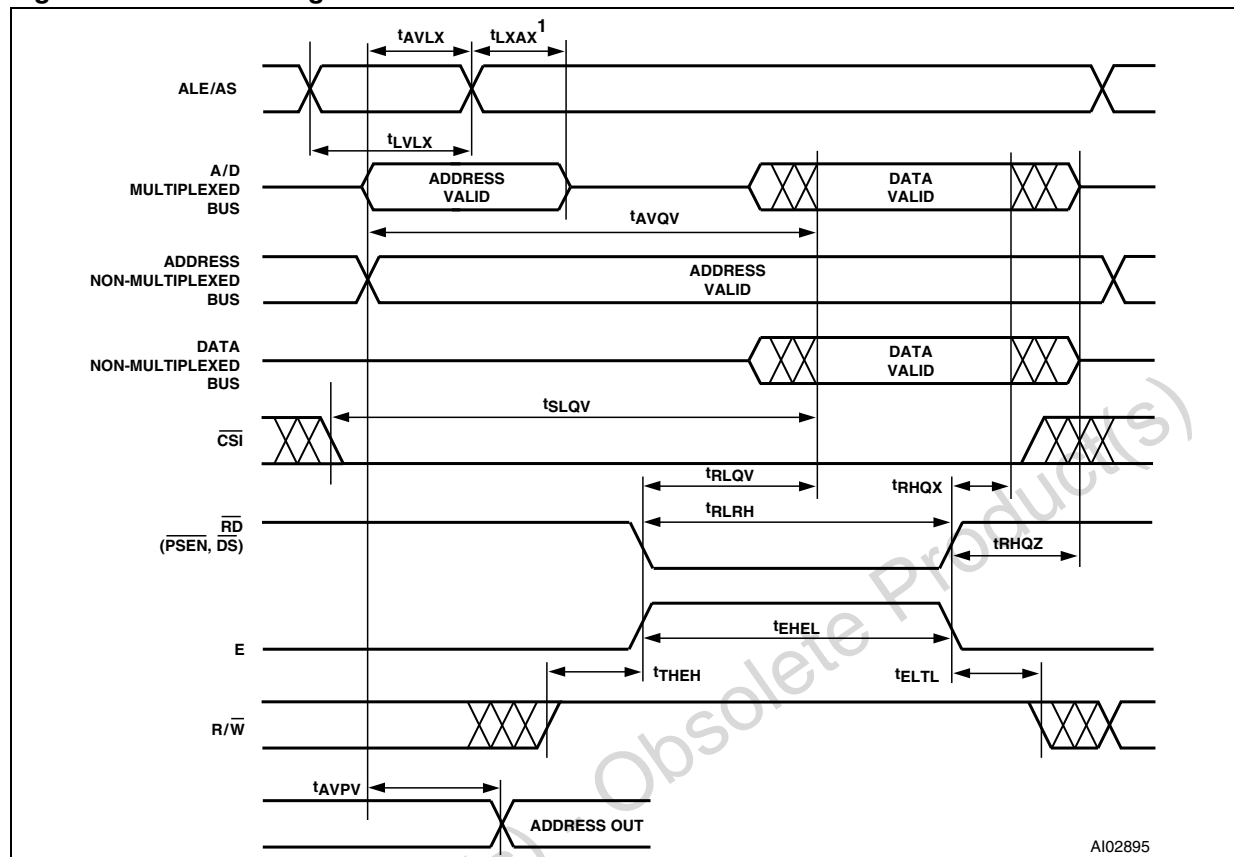 tAVLX
tLXAX1
ALE/AS
tLVLX
A/D
MULTIPLEXED
BUS
ADDRESS
VALID
DATA
VALID
tAVQV
ADDRESS
NON-MULTIPLEXED
BUS
ADDRESS
VALID
DATA
NON-MULTIPLEXED
BUS
DATA
VALID
tSLQV
CSI
tRLQV
tRHQX
tRLRH
RD
(PSEN, DS)
tRHQZ
tEHEL
E
tTHEH
tELTL
R/W
tAVPV
ADDRESS OUT
AI02895
Obsolete Product(s)